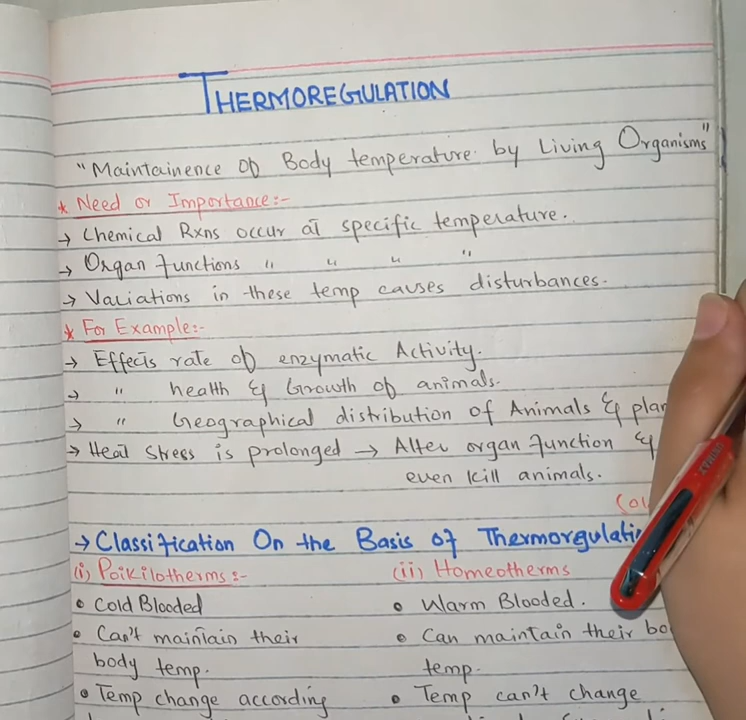 THERMOREGULATION
"Maintainence Of Body temperature by Living Organisms"
* Need or Importance:-
→ Chemical Rxns occur at specific temperature.
→ Organ functions " " " "
→ Variations in these temp causes disturbances.
* For Example:-
→ Effects rate of enzymatic Activity.
→ " health & Growth of animals.
→ " Geographical distribution of Animals &
→ Heat Stress is prolonged → Alter organ function &
even kill animals.
→ Classification On the Basis of
(i) Poikilotherms:-
(ii) Homeotherms
• Cold Blooded
• Warm Blooded.
• Can't maintain their
body temp.
• Can maintain their
temp.
• Temp change according
• Temp can't change